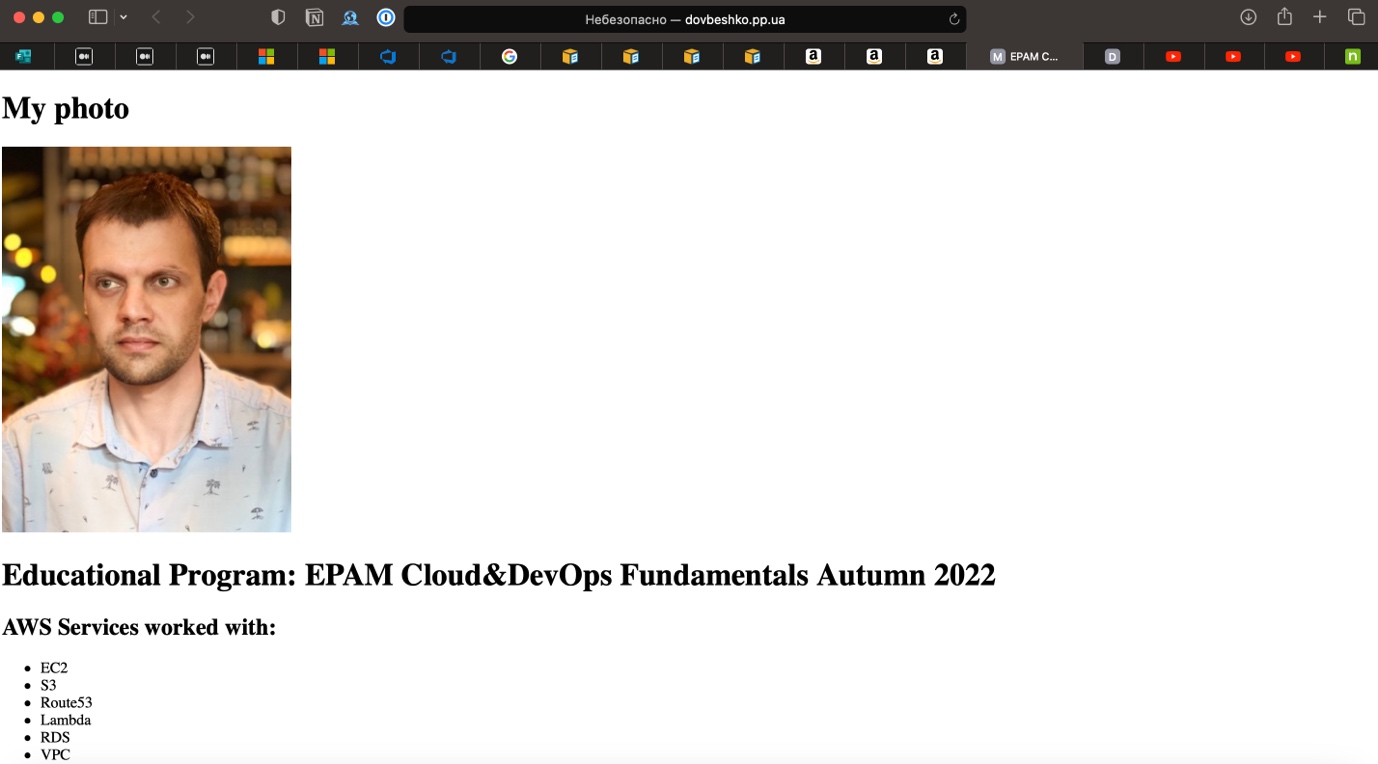 Небезопасно — dovbeshko.pp.ua
M EPAM C... D
My photo
Educational Program: EPAM Cloud&DevOps Fundamentals Autumn 2022
AWS Services worked with:
• EC2
• S3
• Route53
• Lambda
• RDS
• VPC